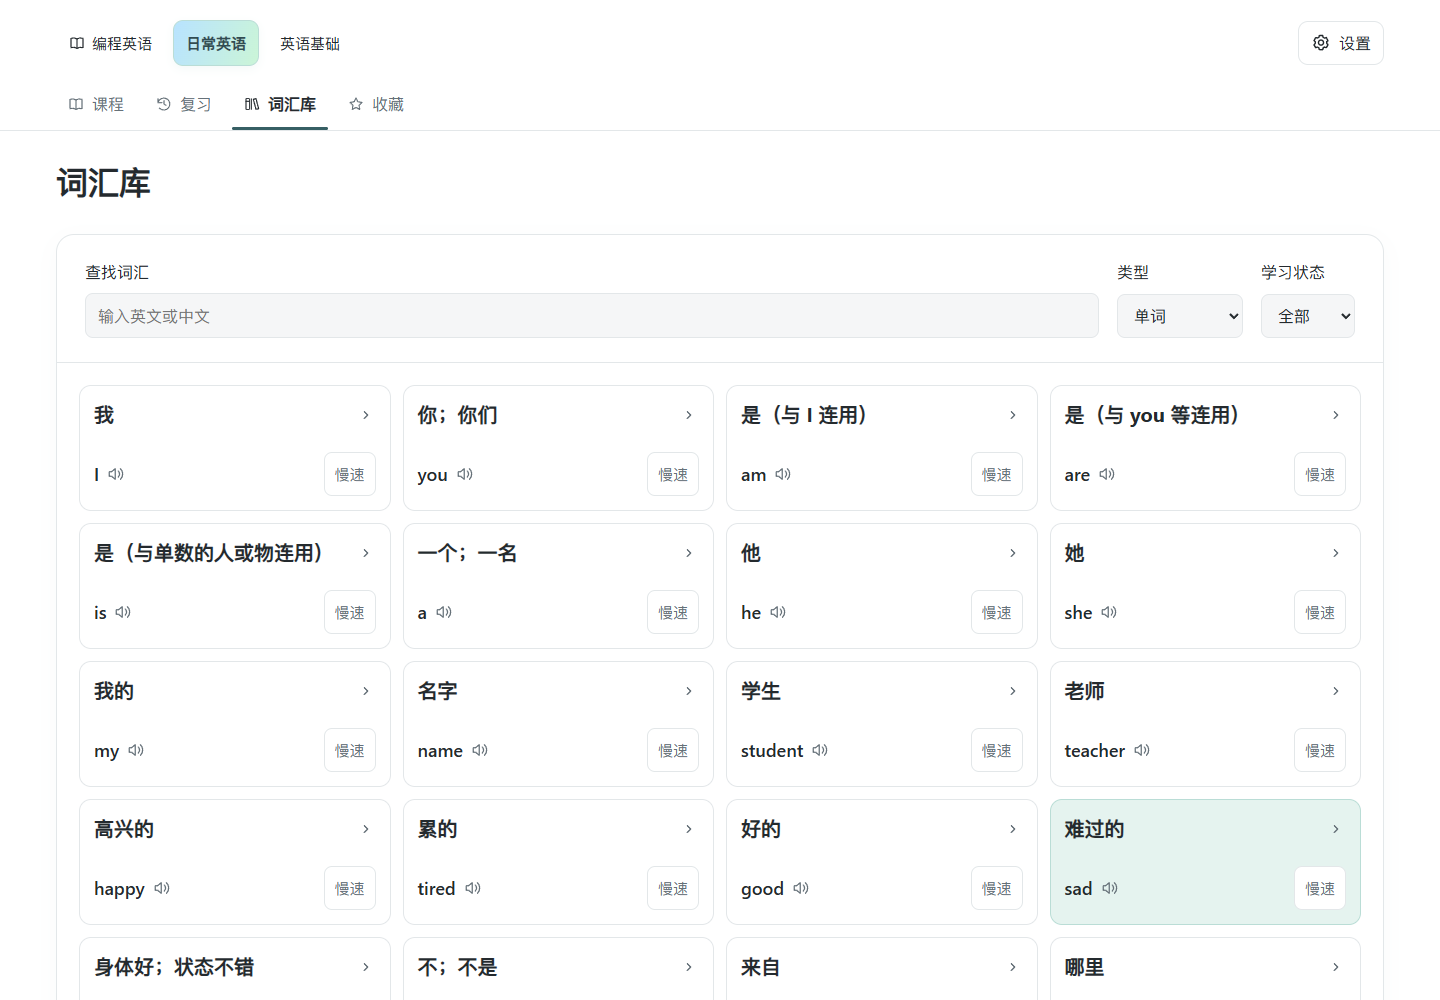 编程英语 日常英语 英语基础 设置
课程 复习 词汇库 收藏
词汇库
查找词汇 类型 学习状态
输入英文或中文 单词 全部
我 你；你们 是（与 I 连用） 是（与 you 等连用）
I 慢速 you 慢速 am 慢速 are 慢速
是（与单数的人或物连用） 一个；一名 他 她
is 慢速 a 慢速 he 慢速 she 慢速
我的 名字 学生 老师
my 慢速 name 慢速 student 慢速 teacher 慢速
高兴的 累的 好的 难过的
happy 慢速 tired 慢速 good 慢速 sad 慢速
身体好；状态不错 不；不是 来自 哪里